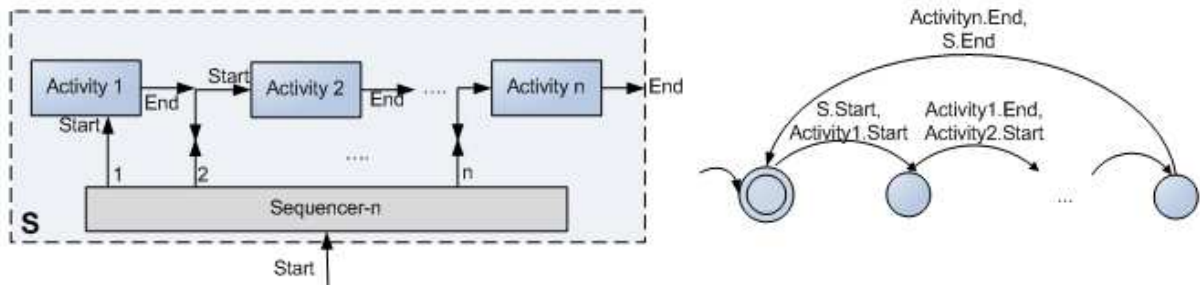 Activity 1
End
Start
Start
Activity 2
End
....
Activity n
End
....
1
2
n
Sequencer-n
S
Start
Activityn.End,
S.End
S.Start,
Activity1.Start
Activity1.End,
Activity2.Start
...